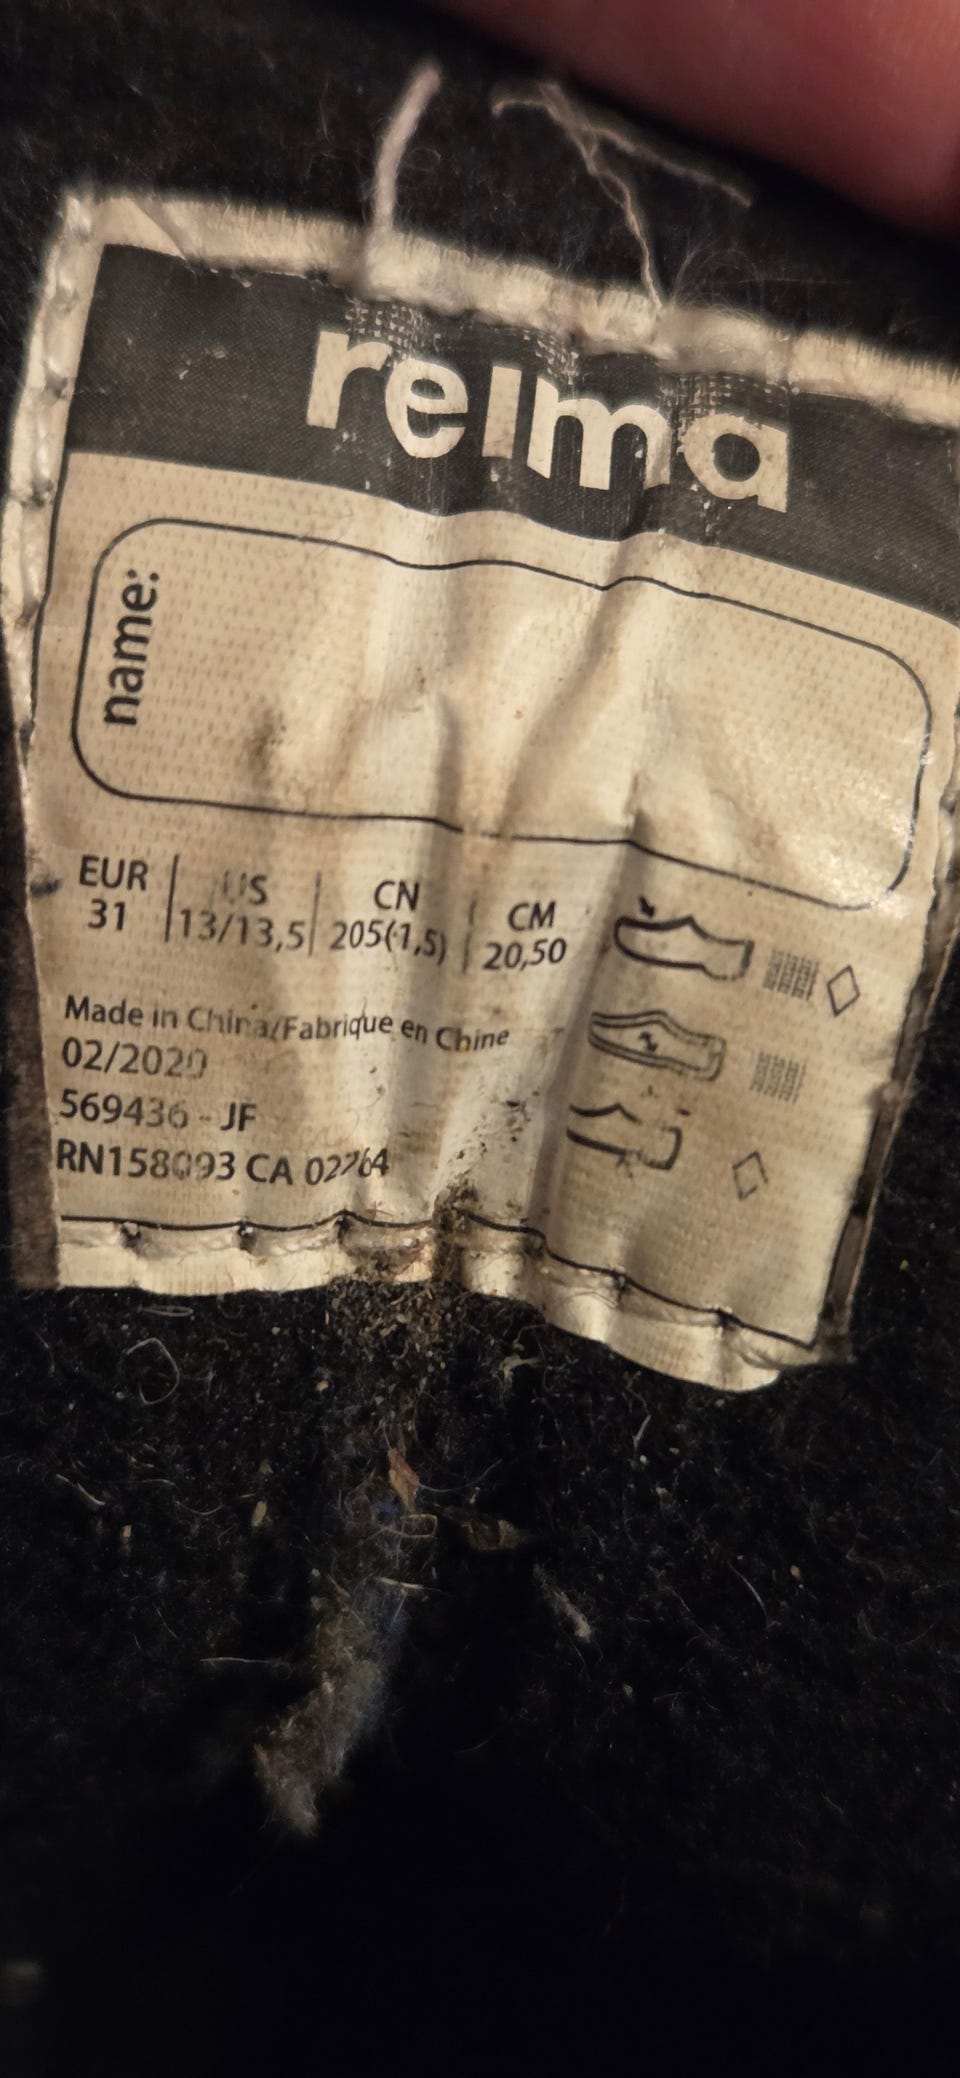 reima
name:
EUR 31 | US 13/13,5 | CN 205(1,5) | CM 20,50
Made in China/Fabrique en Chine
02/2020
569436 - JF
RN158093 CA 02764